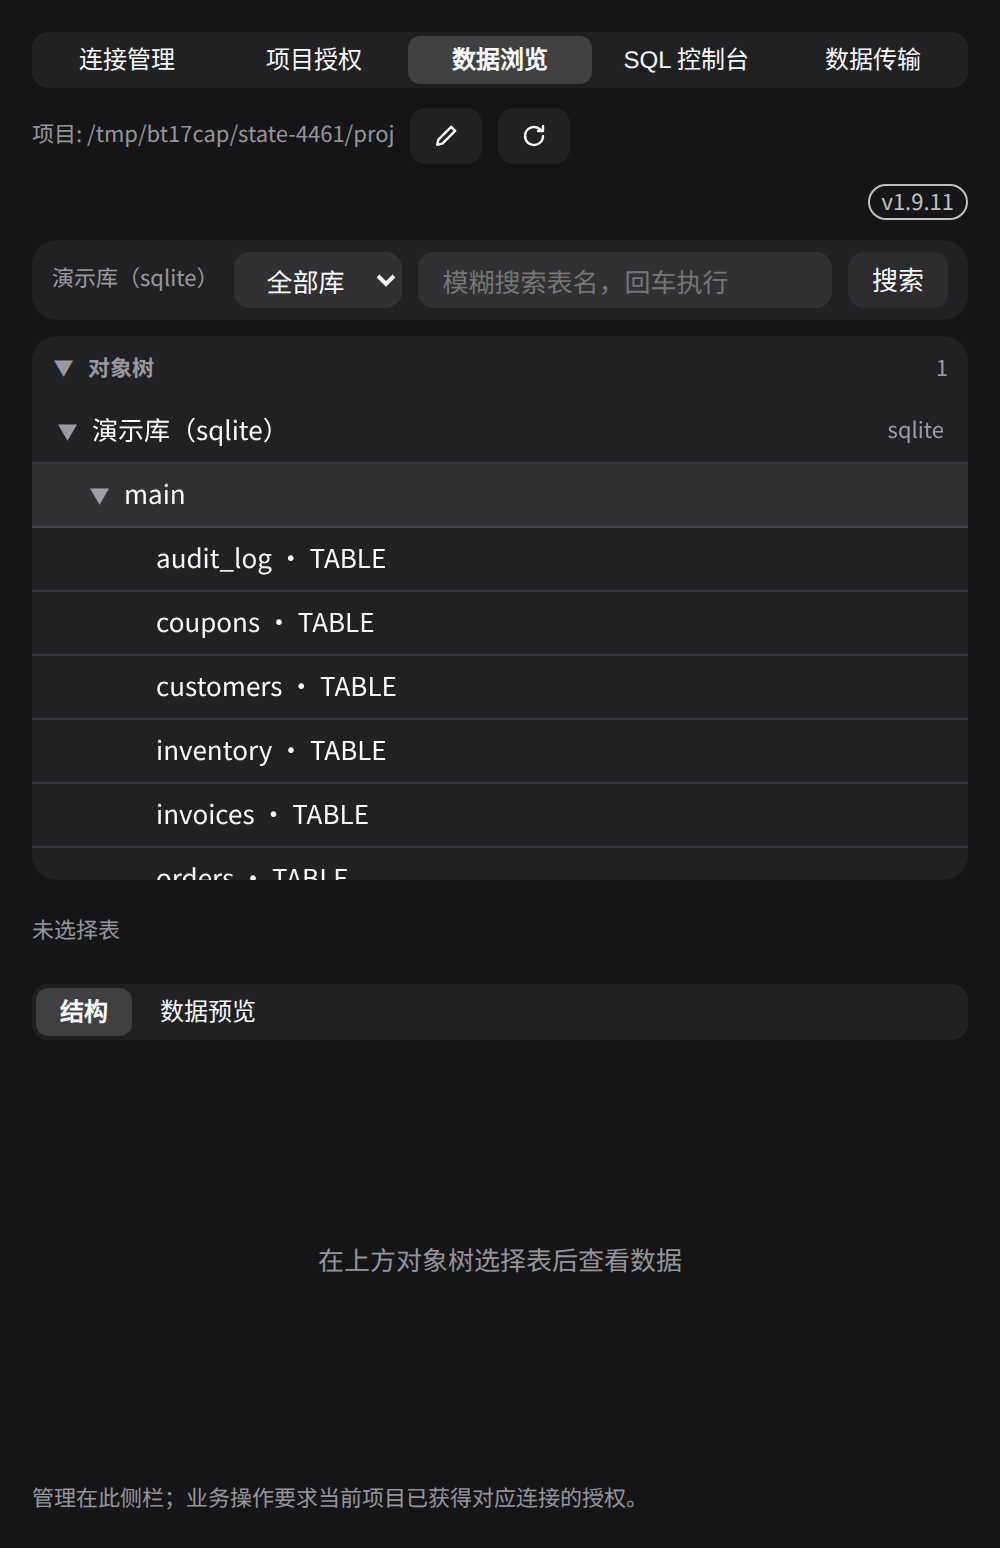 连接管理 项目授权 数据浏览 SQL 控制台 数据传输
项目: /tmp/bt17cap/state-4461/proj
v1.9.11
演示库（sqlite） 全部库 模糊搜索表名，回车执行 搜索
▼ 对象树 1
▼ 演示库（sqlite） sqlite
▼ main
audit_log · TABLE
coupons · TABLE
customers · TABLE
inventory · TABLE
invoices · TABLE
orders · TABLE
未选择表
结构 数据预览
在上方对象树选择表后查看数据
管理在此侧栏；业务操作要求当前项目已获得对应连接的授权。